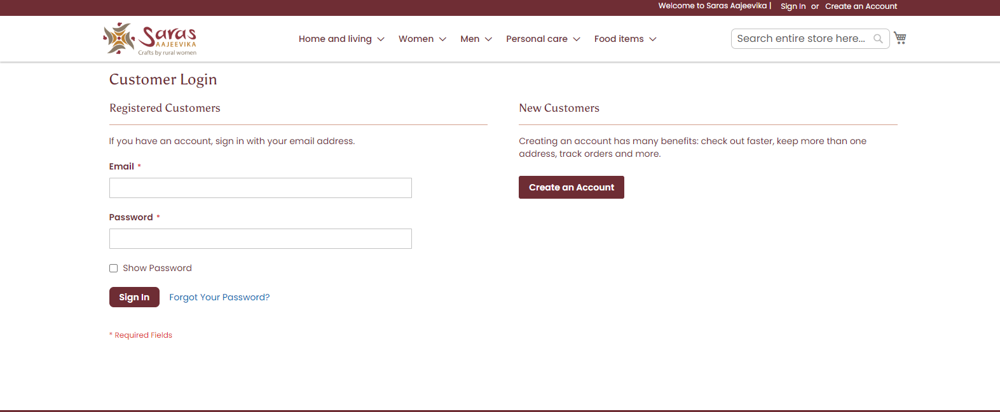 Welcome to Saras Aajeevika | Sign In or Create an Account
Saras
AAJEEVIKA
Crafts by rural women
Home and living Women Men Personal care Food items
Search entire store here...
Customer Login
Registered Customers
If you have an account, sign in with your email address.
Email *
Password *
Show Password
Sign In Forgot Your Password?
* Required Fields
New Customers
Creating an account has many benefits: check out faster, keep more than one
address, track orders and more.
Create an Account